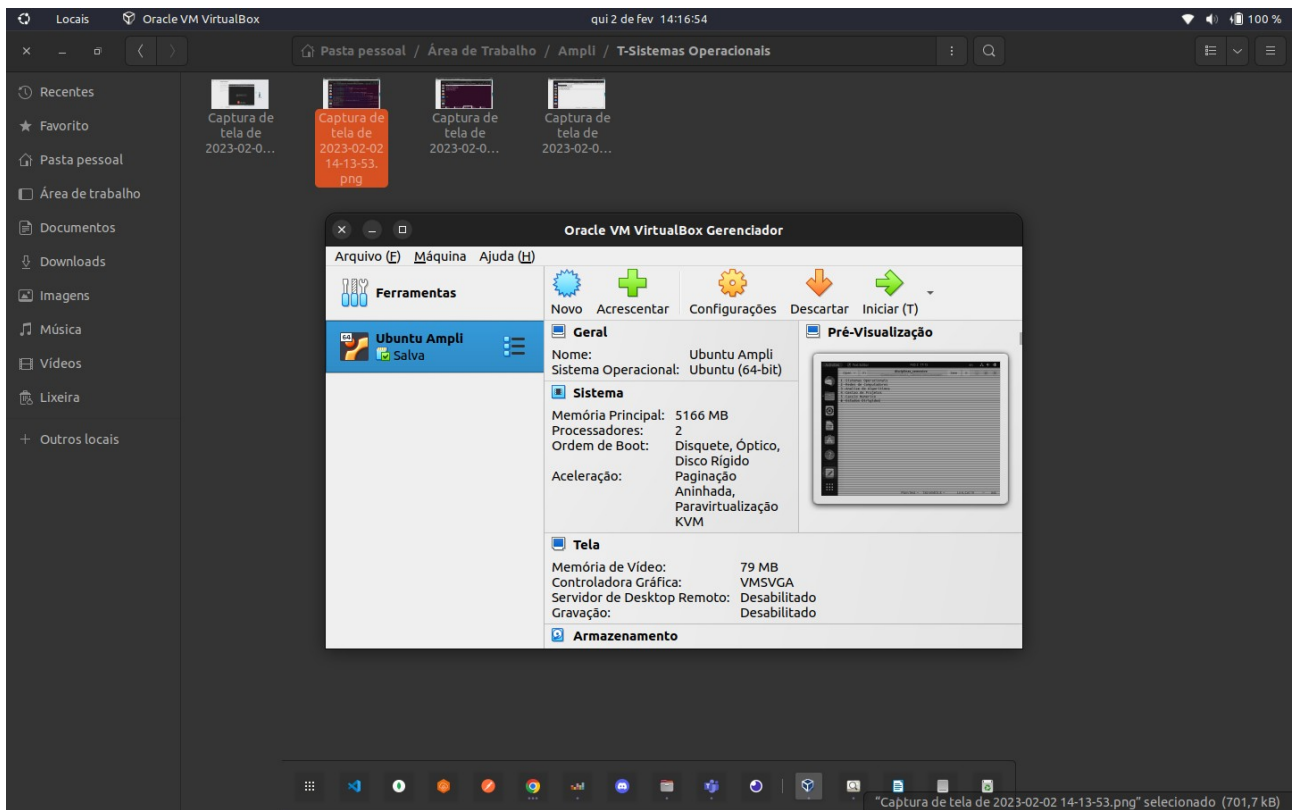 Locais Oracle VM VirtualBox qui 2 de fev 14:16:54 100 %
Pasta pessoal / Área de Trabalho / Ampli / T-Sistemas Operacionais
Recentes
Favorito
Pasta pessoal
Área de trabalho
Documentos
Downloads
Imagens
Música
Vídeos
Lixeira
+ Outros locais
Captura de
tela de
2023-02-0...
Captura de
tela de
2023-02-02
14-13-53.
png
Captura de
tela de
2023-02-0...
Captura de
tela de
2023-02-0...
Oracle VM VirtualBox Gerenciador
Arquivo (F) Máquina Ajuda (H)
Ferramentas
64
Ubuntu Ampli
Salva
Novo Acrescentar Configurações Descartar Iniciar (T)
Geral
Nome: Ubuntu Ampli
Sistema Operacional: Ubuntu (64-bit)
Sistema
Memória Principal: 5166 MB
Processadores: 2
Ordem de Boot: Disquete, Óptico,
Disco Rígido
Aceleração: Paginação
Aninhada,
Paravirtualização
KVM
Pré-Visualização
Tela
Memória de Vídeo: 79 MB
Controladora Gráfica: VMSVGA
Servidor de Desktop Remoto: Desabilitado
Gravação: Desabilitado
Armazenamento
"Captura de tela de 2023-02-02 14-13-53.png" selecionado (701,7 kB)